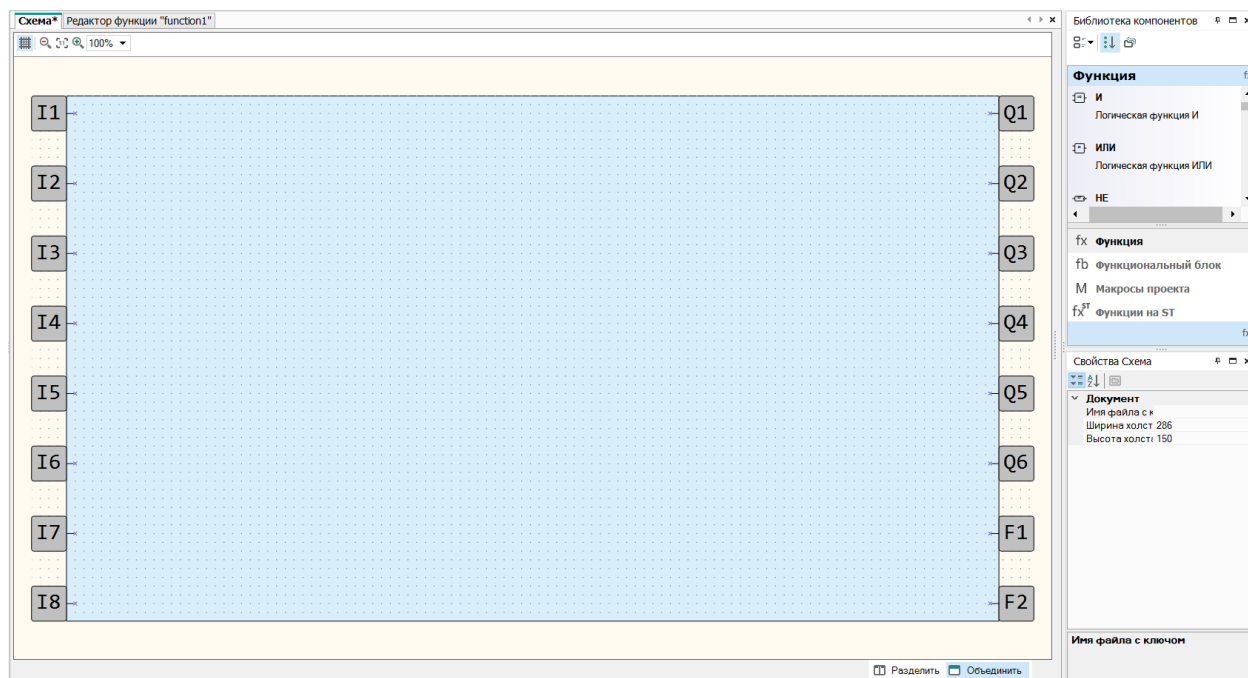 Схема* Редактор функции "function1"
100%
I1
I2
I3
I4
I5
I6
I7
I8
Q1
Q2
Q3
Q4
Q5
Q6
F1
F2
Разделить Объединить
Библиотека компонентов
Функция
И
Логическая функция И
ИЛИ
Логическая функция ИЛИ
НЕ
fx Функция
fb Функциональный блок
M Макросы проекта
fx ST Функции на ST
Свойства Схема
Документ
Имя файла с к
Ширина холст 286
Высота холст 150
Имя файла с ключом